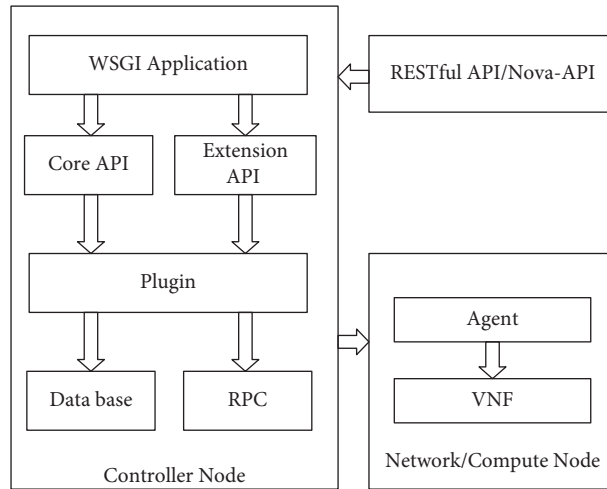 WSGI Application
RESTful API/Nova-API
Core API
Extension
API
Plugin
Agent
Data base
RPC
VNF
Controller Node
Network/Compute Node